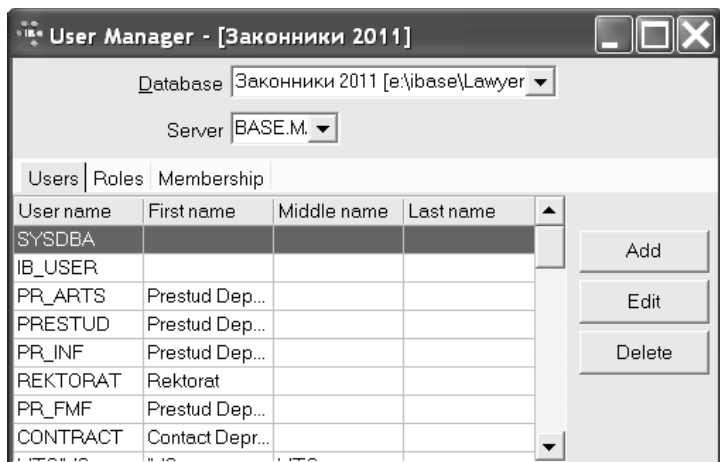 User Manager - [Законники 2011]
Database Законники 2011 [e:\ibase\Lawyer
Server BASE.M.
Users Roles Membership
User name First name Middle name Last name
SYSDBA
IB_USER
PR_ARTS Prestud Dep...
PRESTUD Prestud Dep...
PR_INF Prestud Dep...
REKTORAT Rektorat
PR_FMF Prestud Dep...
CONTRACT Contact Depr...
Add
Edit
Delete